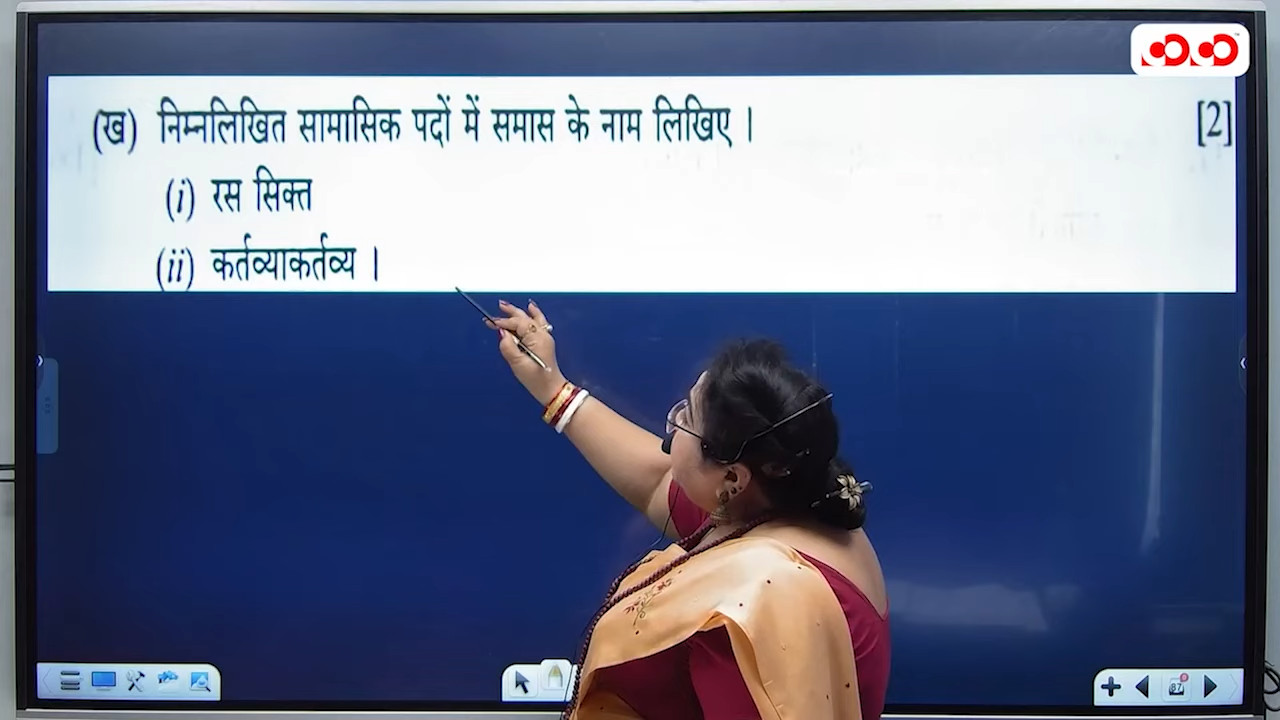 (ख) निम्नलिखित सामासिक पदों में समास के नाम लिखिए । [2]
(i) रस सिक्त
(ii) कर्तव्याकर्तव्य ।